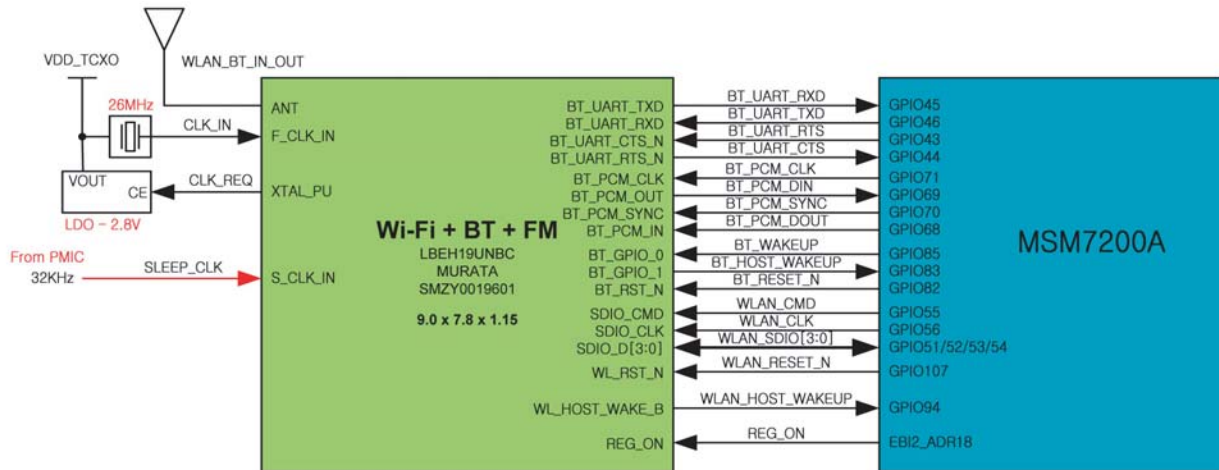 WLAN_BT_IN_OUT
VDD_TCXO
26MHz
CLK_IN
VOUT
CE
CLK_REQ
LDO - 2.8V
From PMIC
32KHz
SLEEP_CLK
ANT
F_CLK_IN
XTAL_PU
S_CLK_IN
Wi-Fi + BT + FM
LBEH19UNBC
MURATA
SMZY0019601
9.0 x 7.8 x 1.15
BT_UART_TXD BT_UART_RXD GPIO45
BT_UART_RXD BT_UART_TXD GPIO46
BT_UART_CTS_N BT_UART_RTS GPIO43
BT_UART_RTS_N BT_UART_CTS GPIO44
BT_PCM_CLK BT_PCM_CLK GPIO71
BT_PCM_OUT BT_PCM_DIN GPIO69
BT_PCM_SYNC BT_PCM_SYNC GPIO70
BT_PCM_IN BT_PCM_DOUT GPIO68
BT_GPIO_0 BT_WAKEUP GPIO85
BT_GPIO_1 BT_HOST_WAKEUP GPIO83
BT_RST_N BT_RESET_N GPIO82
SDIO_CMD WLAN_CMD GPIO55
SDIO_CLK WLAN_CLK GPIO56
SDIO_D[3:0] WLAN_SDIO[3:0] GPIO51/52/53/54
WL_RST_N WLAN_RESET_N GPIO107
WL_HOST_WAKE_B WLAN_HOST_WAKEUP GPIO94
REG_ON REG_ON EBI2_ADR18
MSM7200A